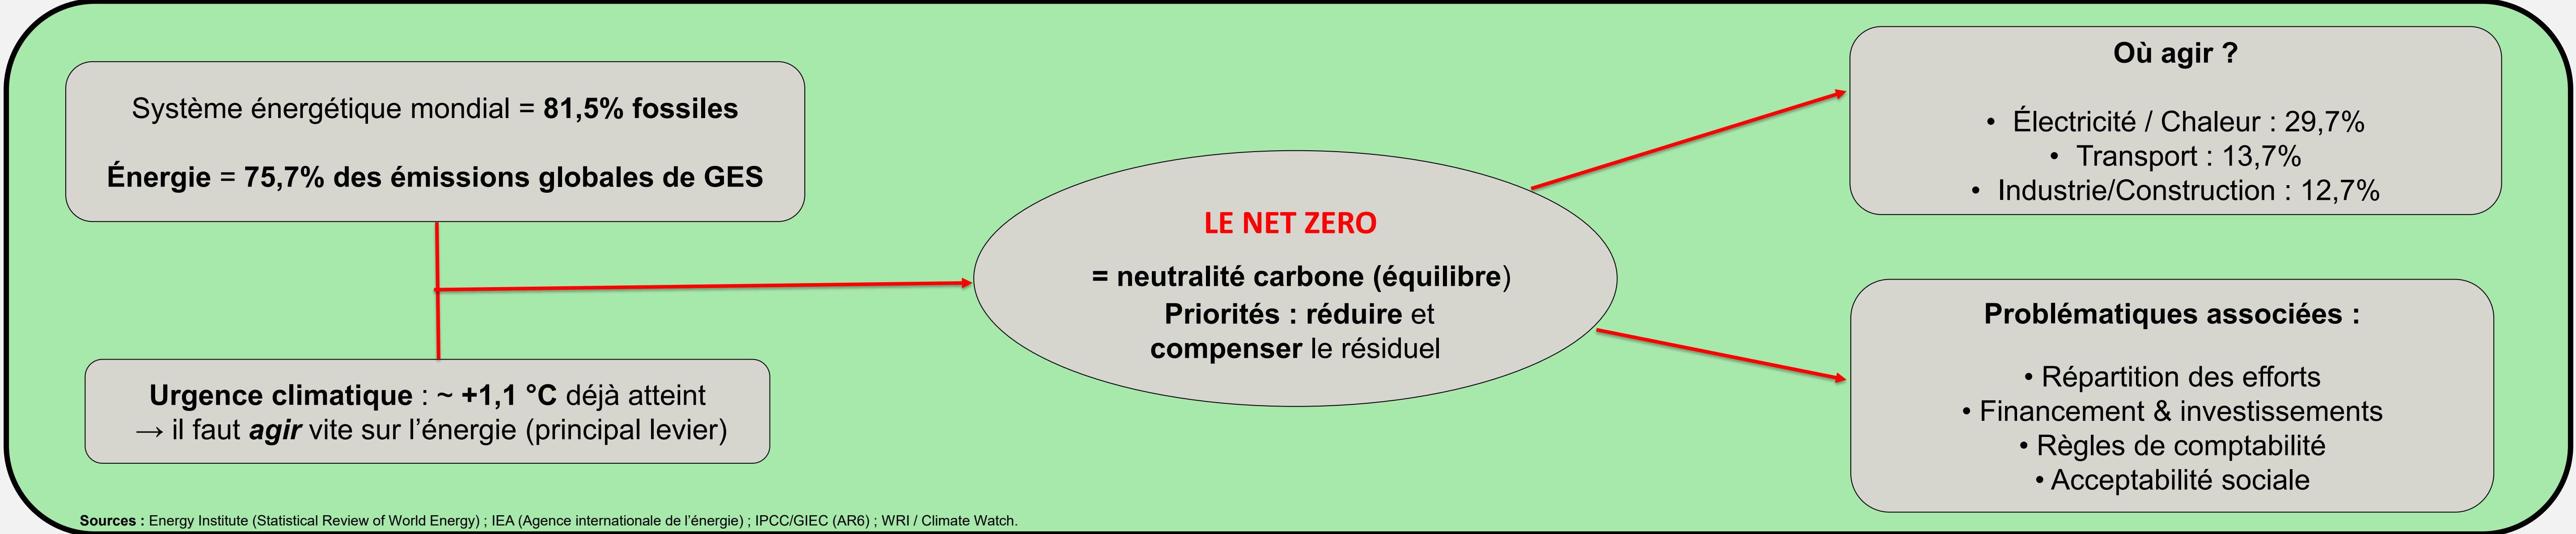 Système énergétique mondial = 81,5% fossiles
Énergie = 75,7% des émissions globales de GES
Urgence climatique : ~ +1,1 °C déjà atteint
→ il faut agir vite sur l’énergie (principal levier)
LE NET ZERO
= neutralité carbone (équilibre)
Priorités : réduire et
compenser le résiduel
Où agir ?
• Électricité / Chaleur : 29,7%
• Transport : 13,7%
• Industrie/Construction : 12,7%
Problématiques associées :
• Répartition des efforts
• Financement & investissements
• Règles de comptabilité
• Acceptabilité sociale
Sources : Energy Institute (Statistical Review of World Energy) ; IEA (Agence internationale de l’énergie) ; IPCC/GIEC (AR6) ; WRI / Climate Watch.